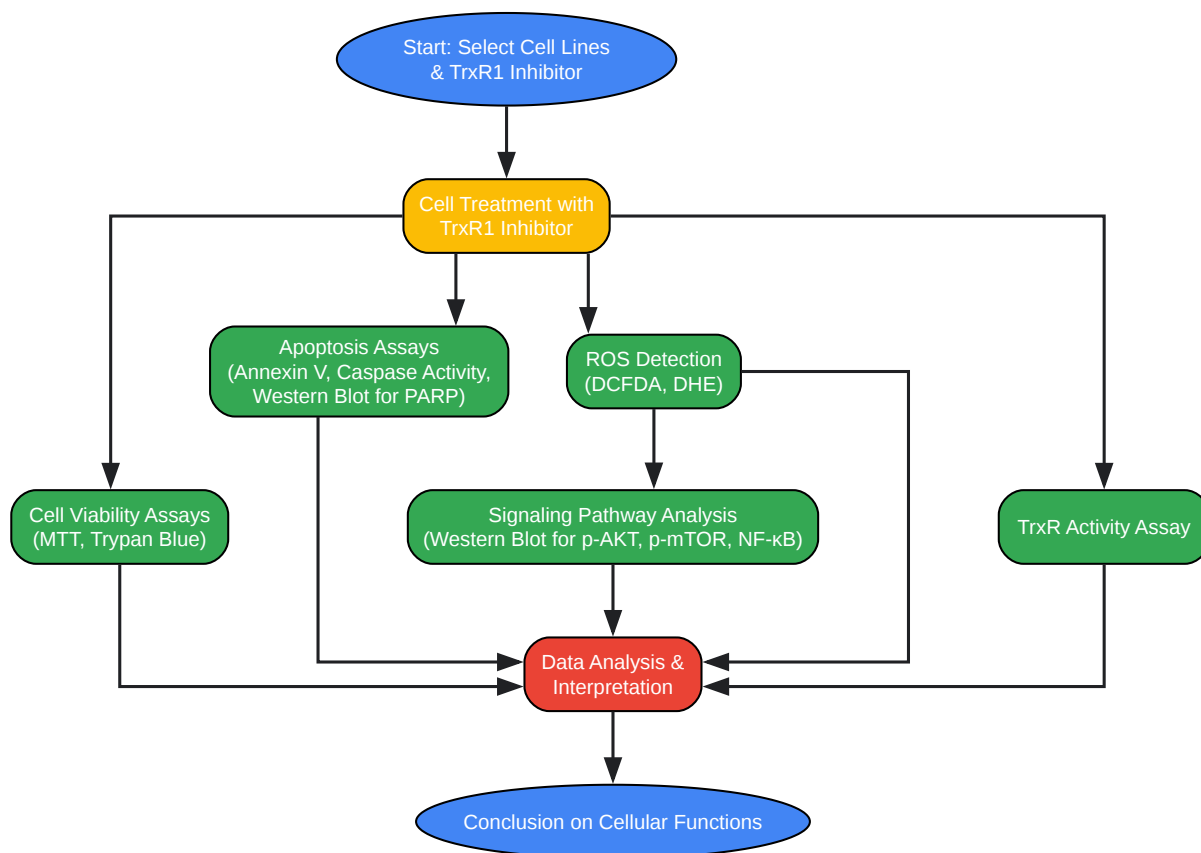 Start: Select Cell Lines
& TrxR1 Inhibitor
Cell Treatment with
TrxR1 Inhibitor
Apoptosis Assays
(Annexin V, Caspase Activity,
Western Blot for PARP)
ROS Detection
(DCFDA, DHE)
Cell Viability Assays
(MTT, Trypan Blue)
Signaling Pathway Analysis
(Western Blot for p-AKT, p-mTOR, NF-κB)
TrxR Activity Assay
Data Analysis &
Interpretation
Conclusion on Cellular Functions